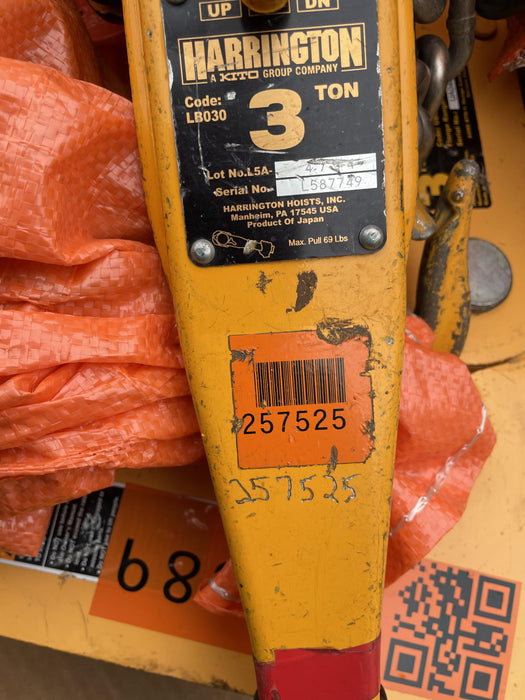 UP DN
HARRINGTON
A KITO GROUP COMPANY
Code: 3 TON
LB030
Lot No.L5A-
Serial No. L587749
HARRINGTON HOISTS, INC.
Manheim, PA 17545 USA
Product Of Japan
Max. Pull 69 Lbs
257525
257525